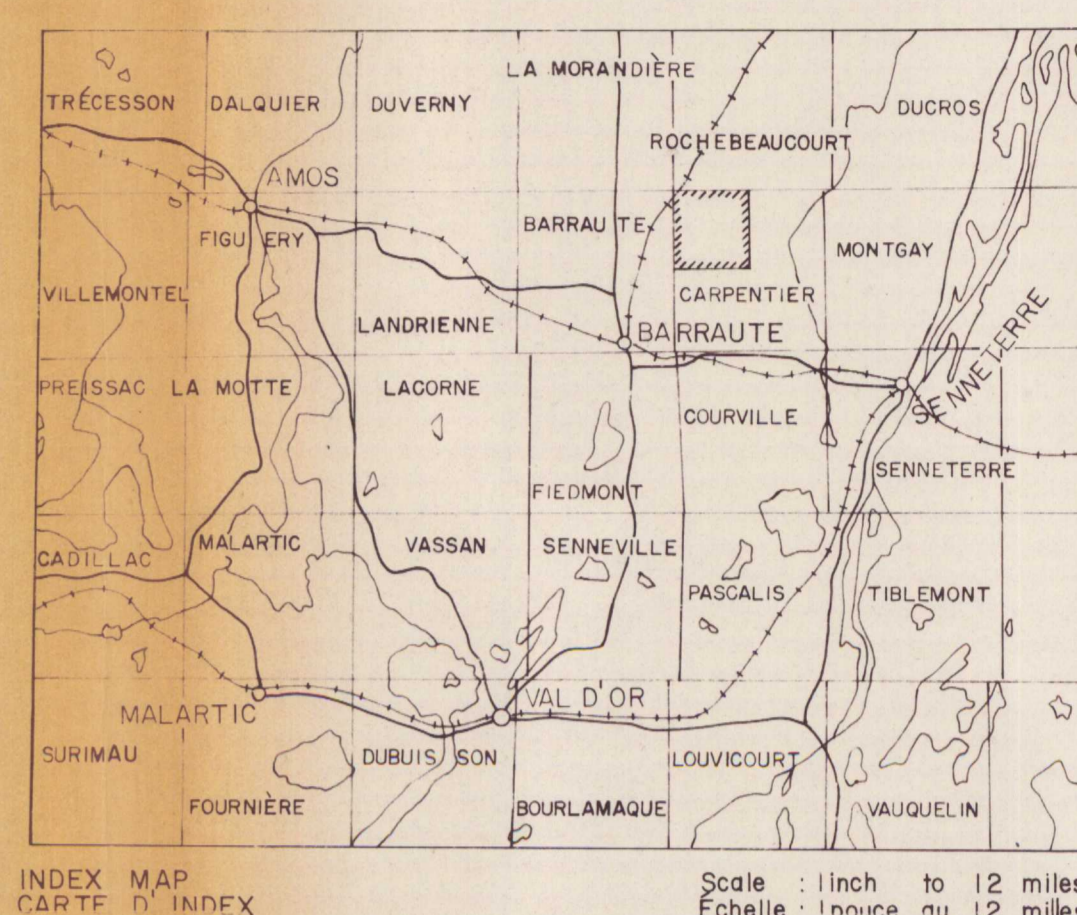 LA MORANDIÈRE
TRÉCESSON DALQUIER DUVERNY DUCROS
ROCHEBEAUCOURT
AMOS
BARRAUTE
FIGUERY MONTGAY
VILLEMONTEL CARPENTIER
LANDRIENNE BARRAUTE
SENNETERRE
PREISSAC LA MOTTE LACORNE
COURVILLE
SENNETERRE
FIEDMONT
CADILLAC MALARTIC VASSAN SENNEVILLE
PASCALIS TIBLEMONT
VAL D'OR
MALARTIC
SURIMAU DUBUISSON LOUVICOURT
FOURNIÈRE BOURLAMAQUE VAUQUELIN
INDEX MAP
CARTE D'INDEX
Scale : 1 inch to 12 miles
Échelle : 1 pouce au 12 milles